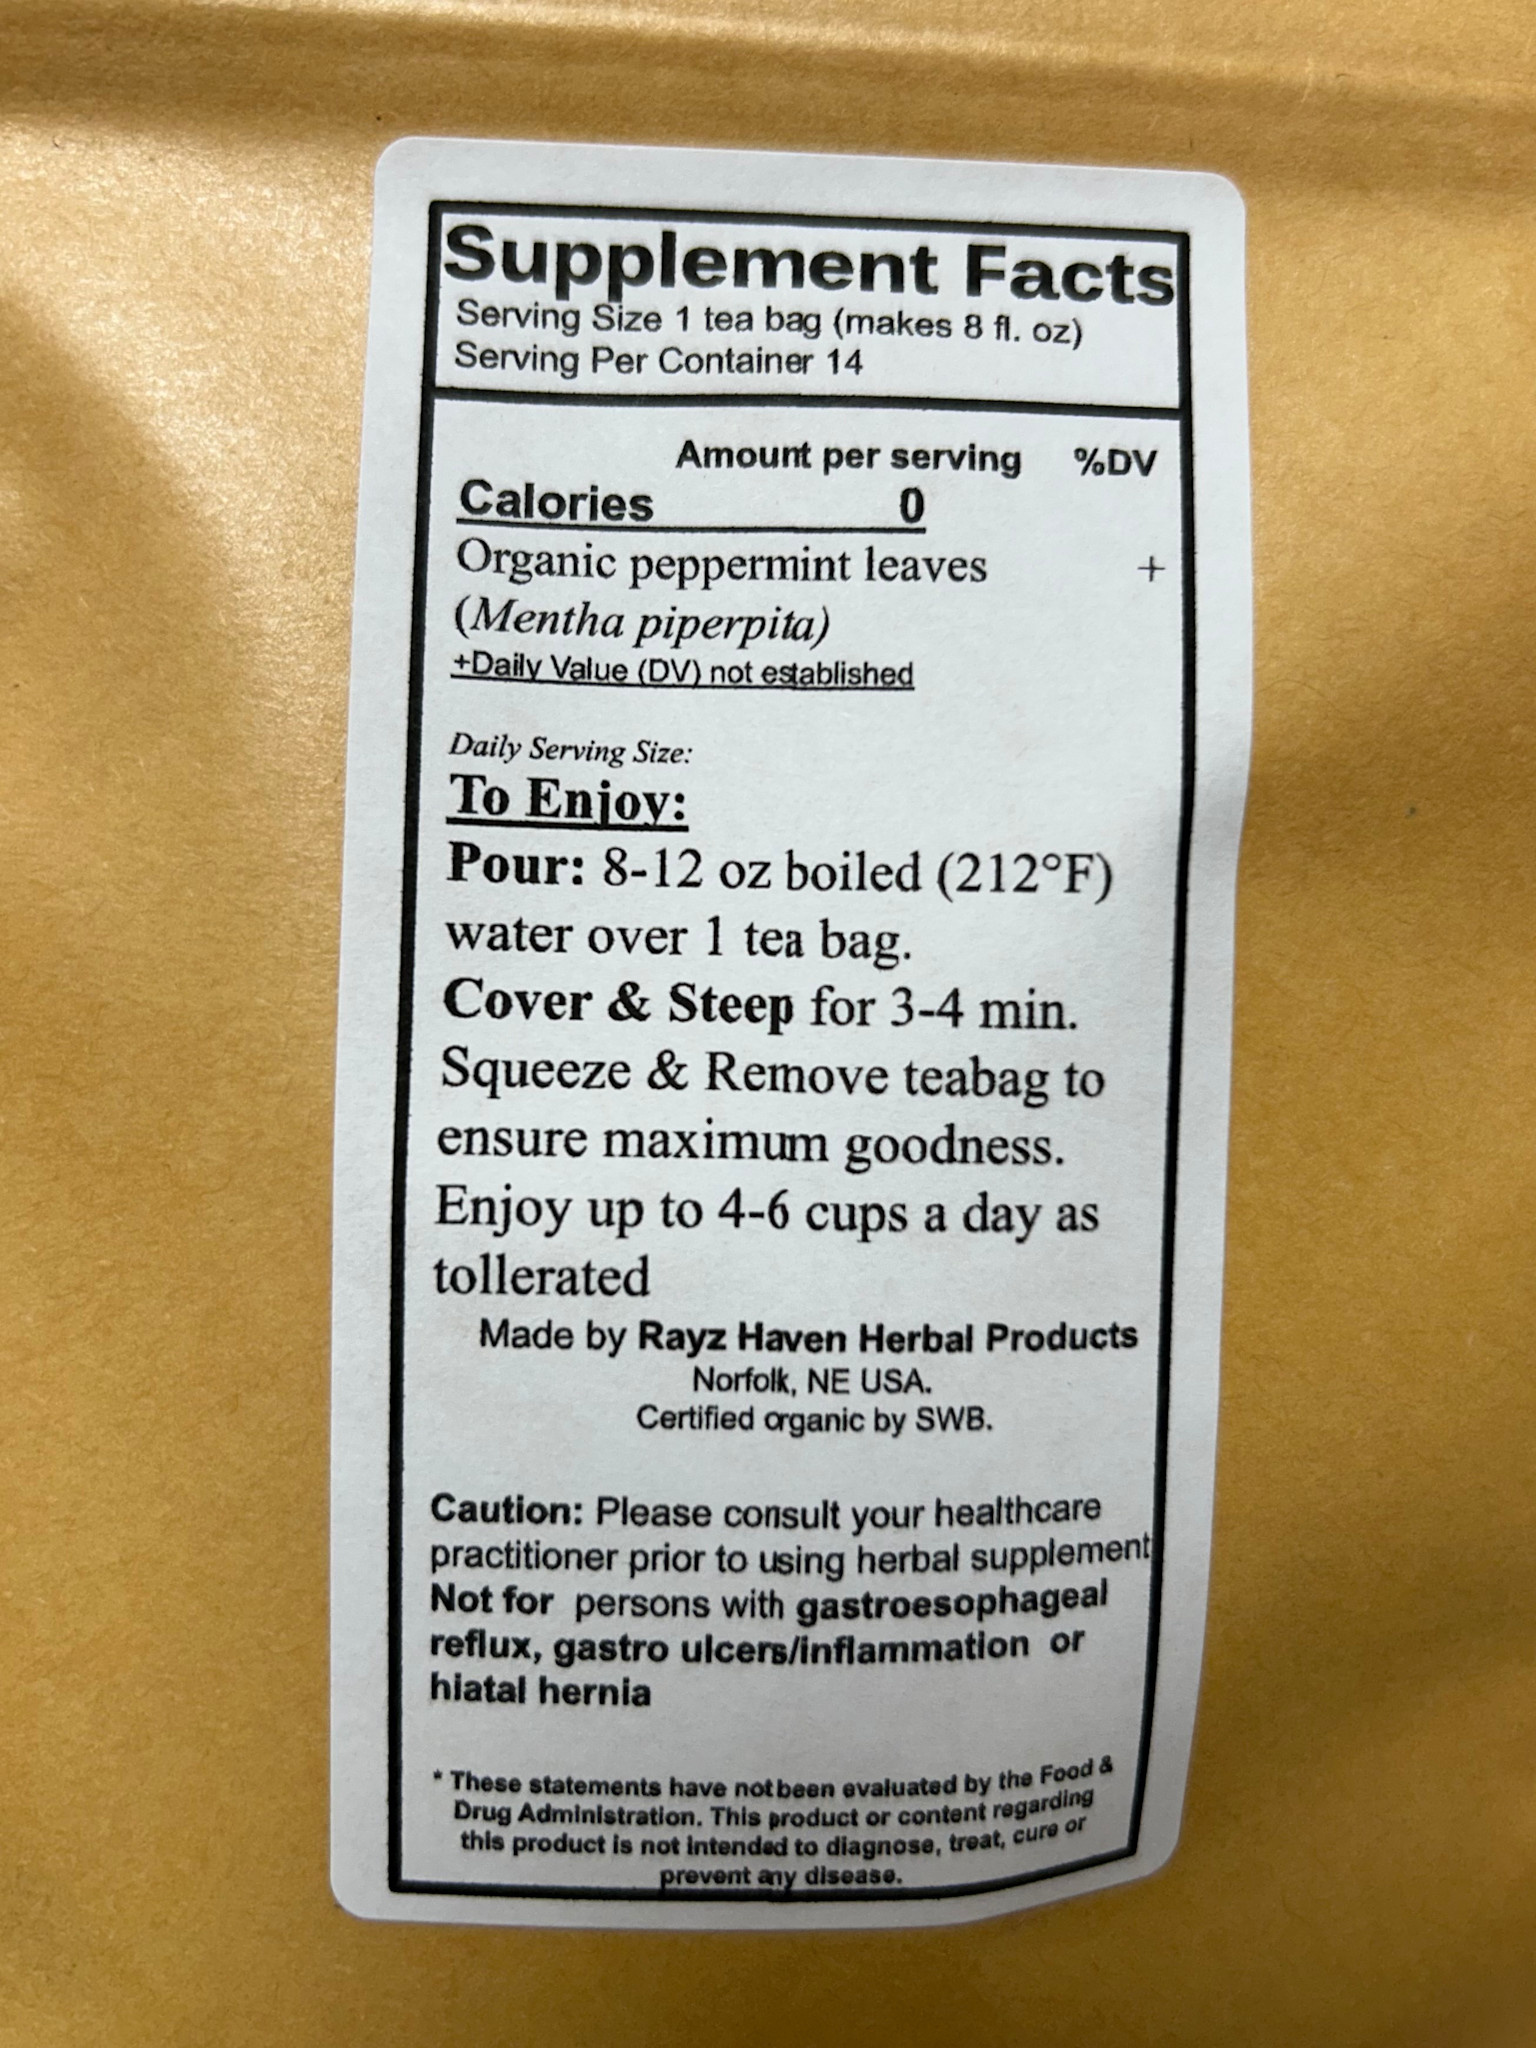 Supplement Facts
Serving Size 1 tea bag (makes 8 fl. oz)
Serving Per Container 14
Amount per serving %DV
Calories 0
Organic peppermint leaves +
(Mentha piperpita)
+Daily Value (DV) not established
Daily Serving Size:
To Enjoy:
Pour: 8-12 oz boiled (212°F)
water over 1 tea bag.
Cover & Steep for 3-4 min.
Squeeze & Remove teabag to
ensure maximum goodness.
Enjoy up to 4-6 cups a day as
tollerated
Made by Rayz Haven Herbal Products
Norfolk, NE USA.
Certified organic by SWB.
Caution: Please consult your healthcare
practitioner prior to using herbal supplement
Not for persons with gastroesophageal
reflux, gastro ulcers/inflammation or
hiatal hernia
* These statements have not been evaluated by the Food &
Drug Administration. This product or content regarding
this product is not intended to diagnose, treat, cure or
prevent any disease.